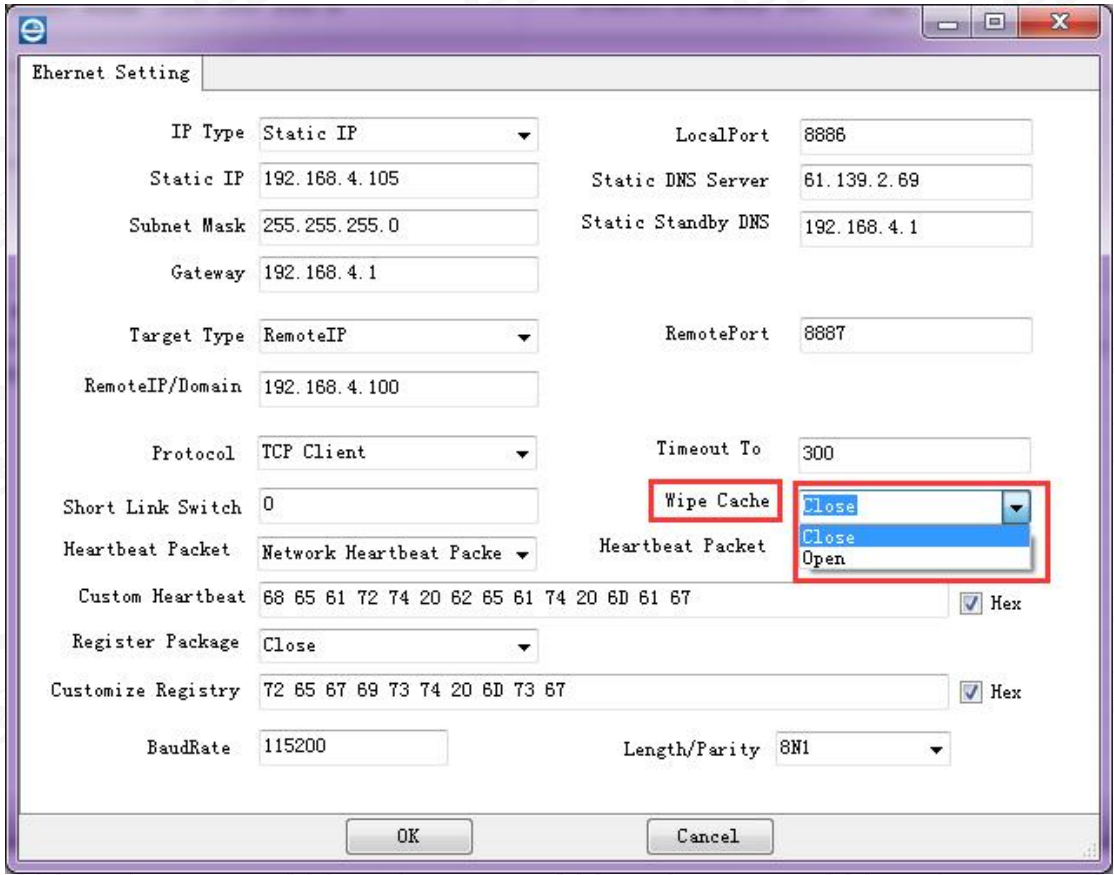 Ehernet Setting
IP Type Static IP LocalPort 8886
Static IP 192.168.4.105 Static DNS Server 61.139.2.69
Subnet Mask 255.255.255.0 Static Standby DNS 192.168.4.1
Gateway 192.168.4.1
Target Type RemoteIP RemotePort 8887
RemoteIP/Domain 192.168.4.100
Protocol TCP Client Timeout To 300
Short Link Switch 0 Wipe Cache Close
Close
Heartbeat Packet Network Heartbeat Packe Heartbeat Packet
Open
Custom Heartbeat 68 65 61 72 74 20 62 65 61 74 20 6D 61 67 Hex
Register Package Close
Customize Registry 72 65 67 69 73 74 20 6D 73 67 Hex
BaudRate 115200 Length/Parity 8N1
OK Cancel